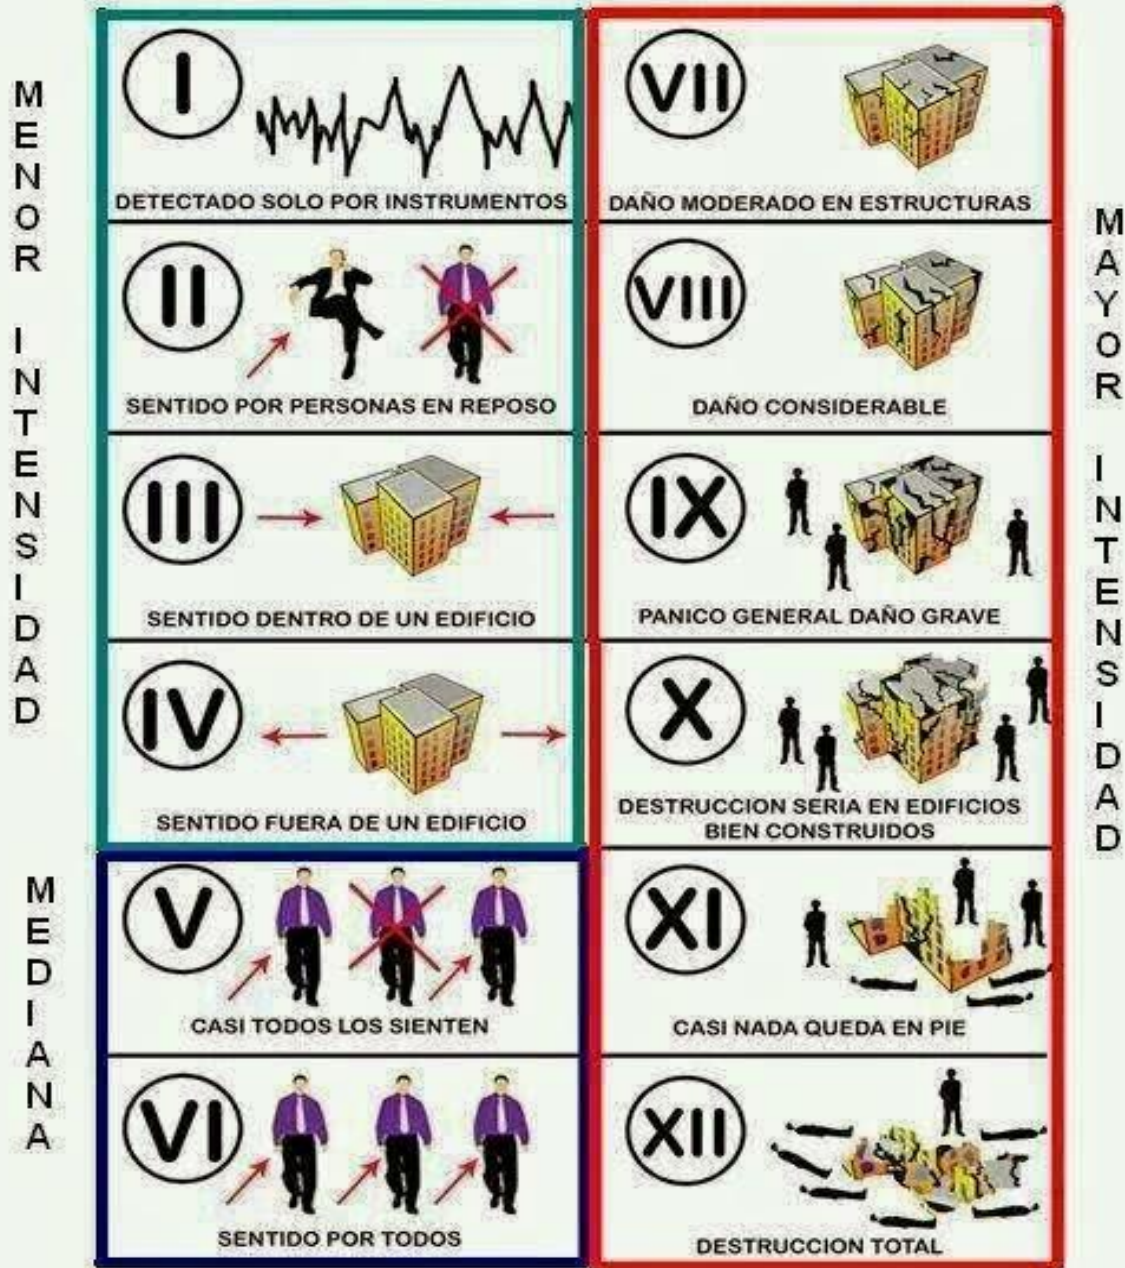 MENOR INTENSIDAD
I
DETECTADO SOLO POR INSTRUMENTOS
II
SENTIDO POR PERSONAS EN REPOSO
III
SENTIDO DENTRO DE UN EDIFICIO
IV
SENTIDO FUERA DE UN EDIFICIO
MEDIANA
V
CASI TODOS LOS SIENTEN
VI
SENTIDO POR TODOS
VII
DAÑO MODERADO EN ESTRUCTURAS
VIII
DAÑO CONSIDERABLE
IX
PANICO GENERAL DAÑO GRAVE
X
DESTRUCCION SERIA EN EDIFICIOS
BIEN CONSTRUIDOS
XI
CASI NADA QUEDA EN PIE
XII
DESTRUCCION TOTAL
MAYOR INTENSIDAD